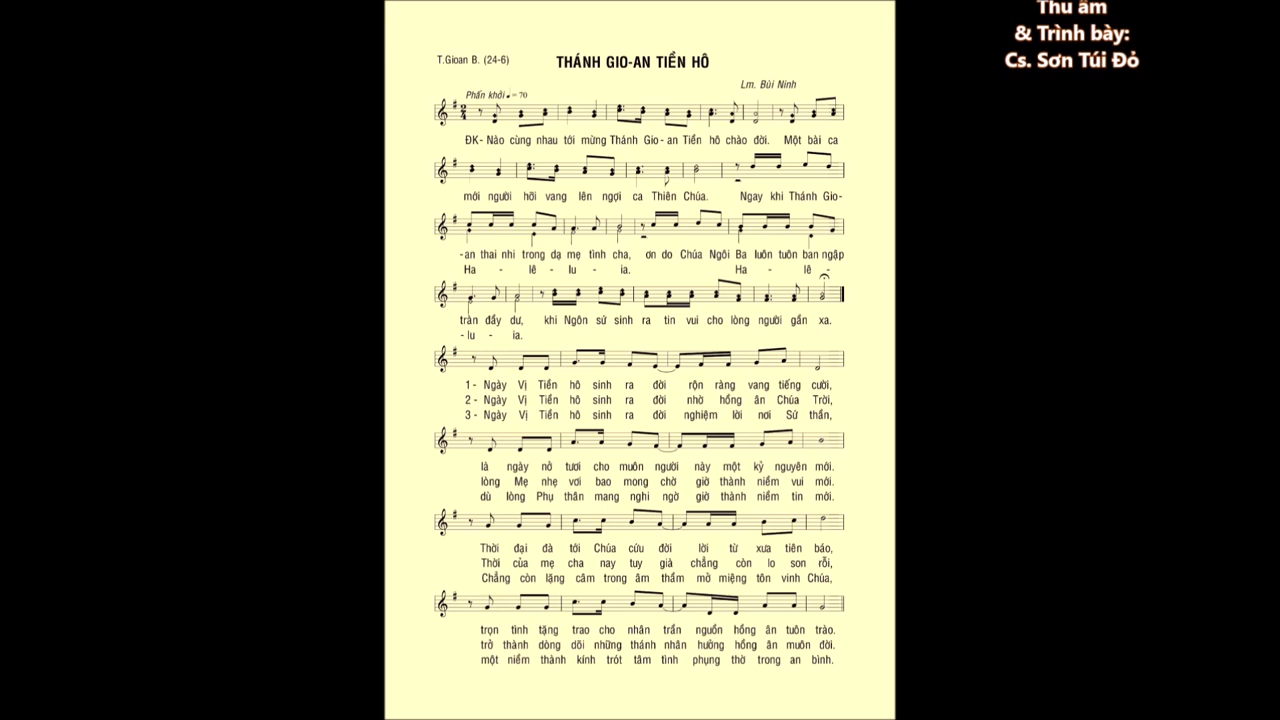 Thu âm
& Trình bày:
Cs. Sơn Túi Đỏ
T.Gioan B. (24-6)
THÁNH GIO-AN TIỀN HÔ
Lm. Bùi Ninh
Phấn khởi ♩ = 70
2/4
ĐK- Nào cùng nhau tới mừng Thánh Gio- an Tiền hô chào đời. Một bài ca
mới người hỡi vang lên ngợi ca Thiên Chúa. Ngay khi Thánh Gio-
-an thai nhi trong dạ mẹ tình cha, ơn do Chúa Ngôi Ba luôn tuôn ban ngập
Ha - lê - lu - ia. Ha - lê -
tràn đầy dư, khi Ngôn sứ sinh ra tin vui cho lòng người gần xa.
- lu - ia.
1- Ngày Vị Tiền hô sinh ra đời rộn ràng vang tiếng cười,
2- Ngày Vị Tiền hô sinh ra đời nhờ hồng ân Chúa Trời,
3- Ngày Vị Tiền hô sinh ra đời nghiệm lời nơi Sứ thần,
là ngày nở tươi cho muôn người này một kỷ nguyên mới.
lòng Mẹ nhẹ vơi bao mong chờ giờ thành niềm vui mới.
dù lòng Phụ thân mang nghi ngờ giờ thành niềm tin mới.
Thời đại đà tới Chúa cứu đời lời từ xưa tiên báo,
Thời của mẹ cha nay tuy già chẳng còn lo son rỗi,
Chẳng còn lặng câm trong âm thầm mở miệng tôn vinh Chúa,
trọn tình tặng trao cho nhân trần nguồn hồng ân tuôn trào.
trở thành dòng dõi những thánh nhân hưởng hồng ân muôn đời.
một niềm thành kính trót tâm tình phụng thờ trong an bình.